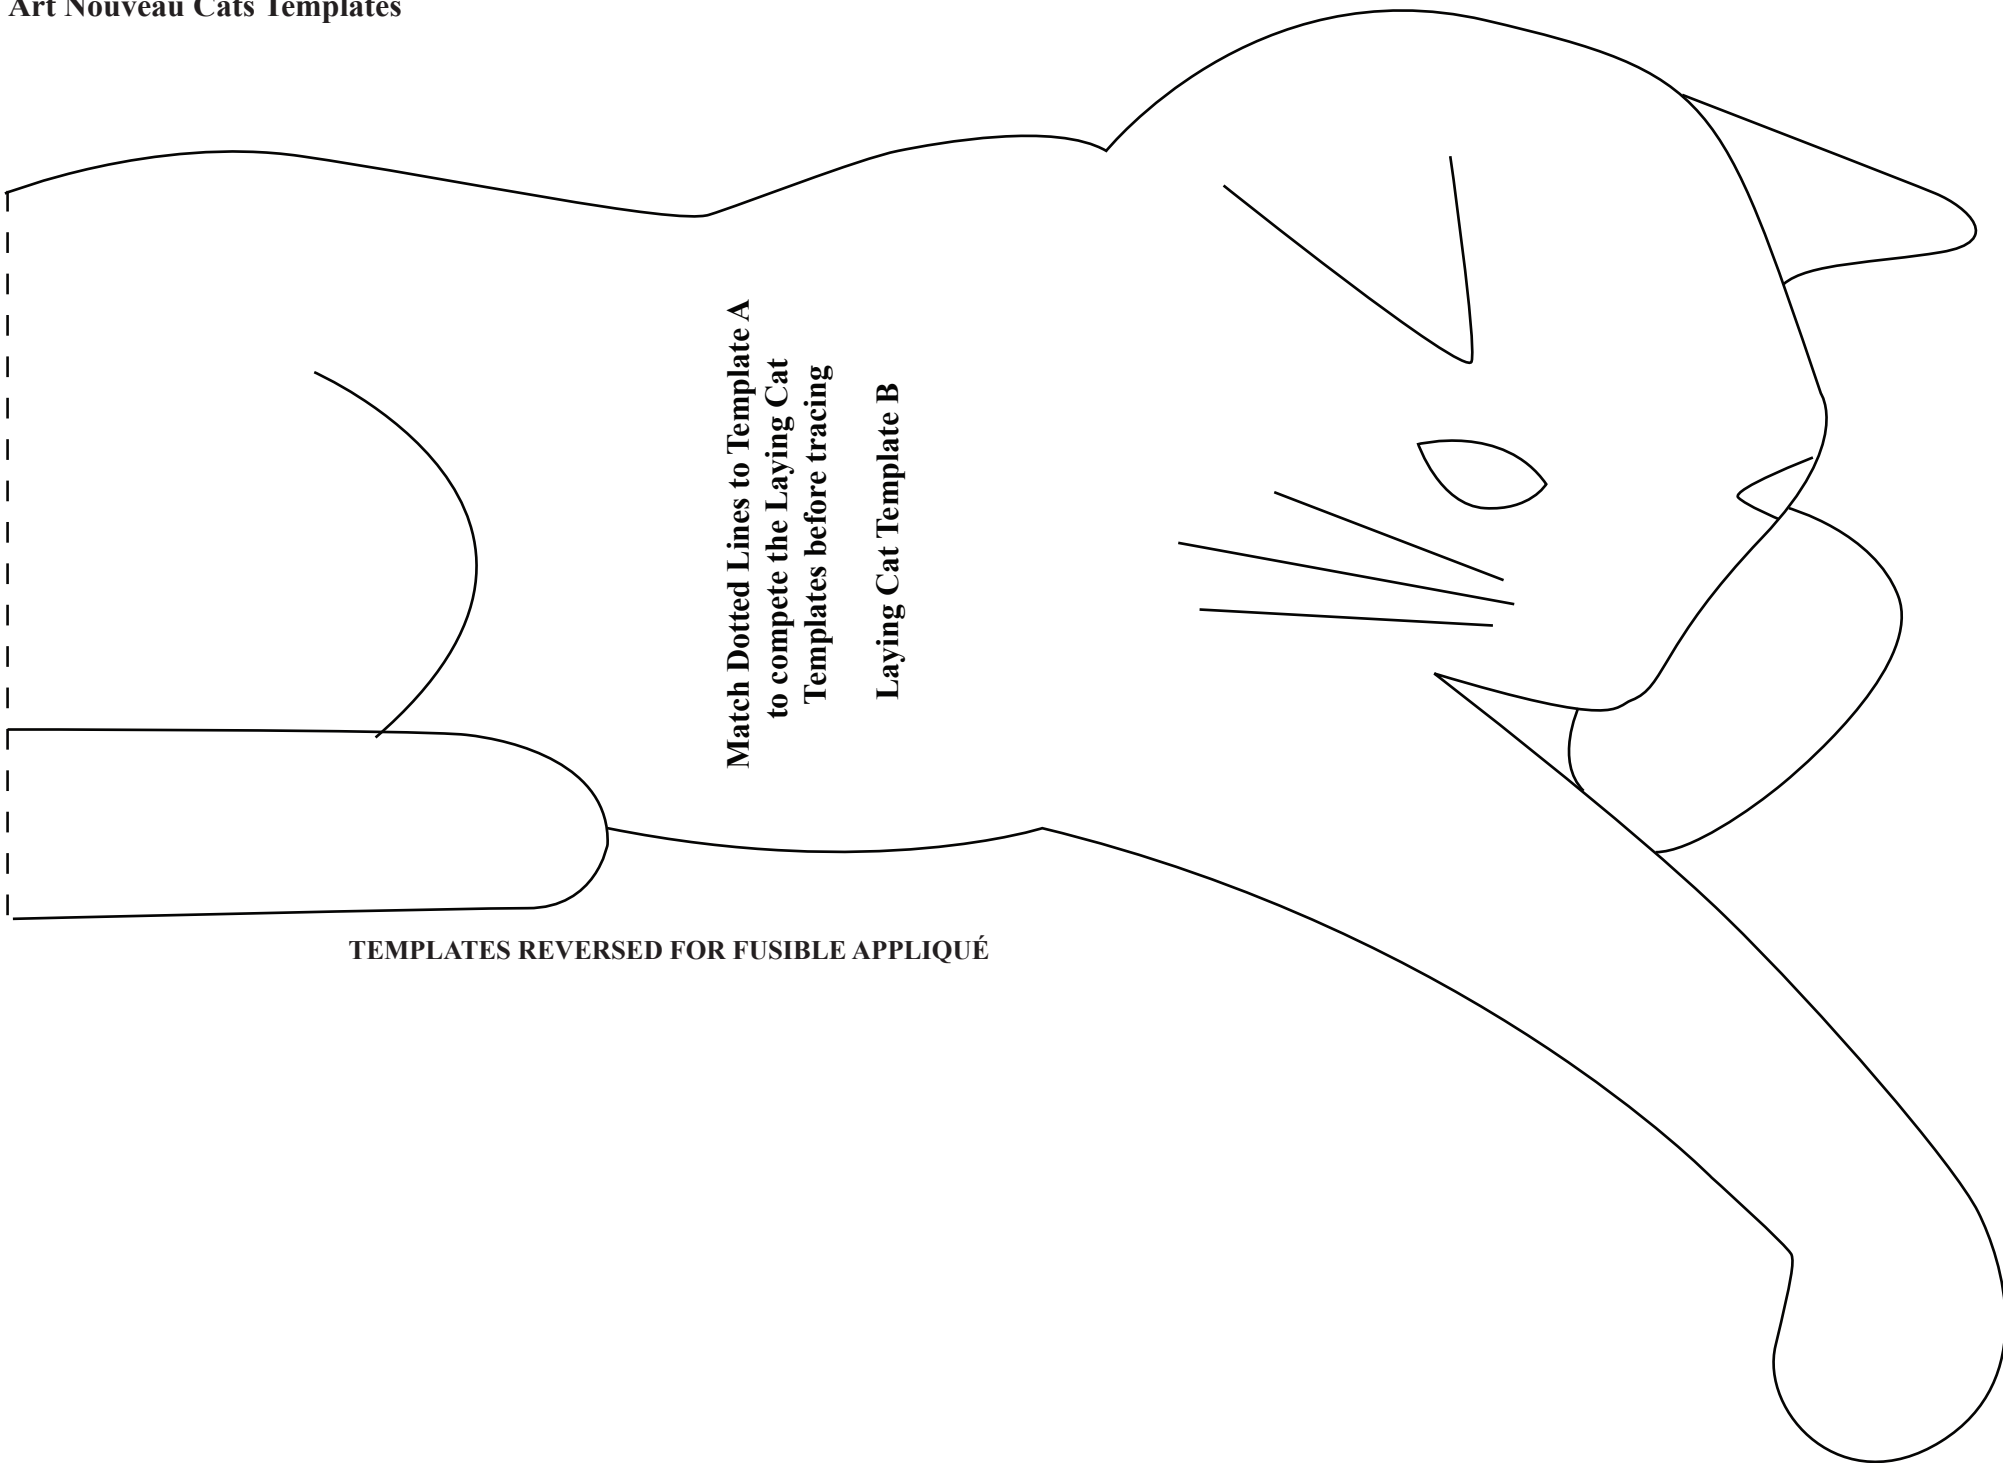 Art Nouveau Cats Templates
Match Dotted Lines to Template A
to compete the Laying Cat
Templates before tracing
Laying Cat Template B
TEMPLATES REVERSED FOR FUSIBLE APPLIQUÉ